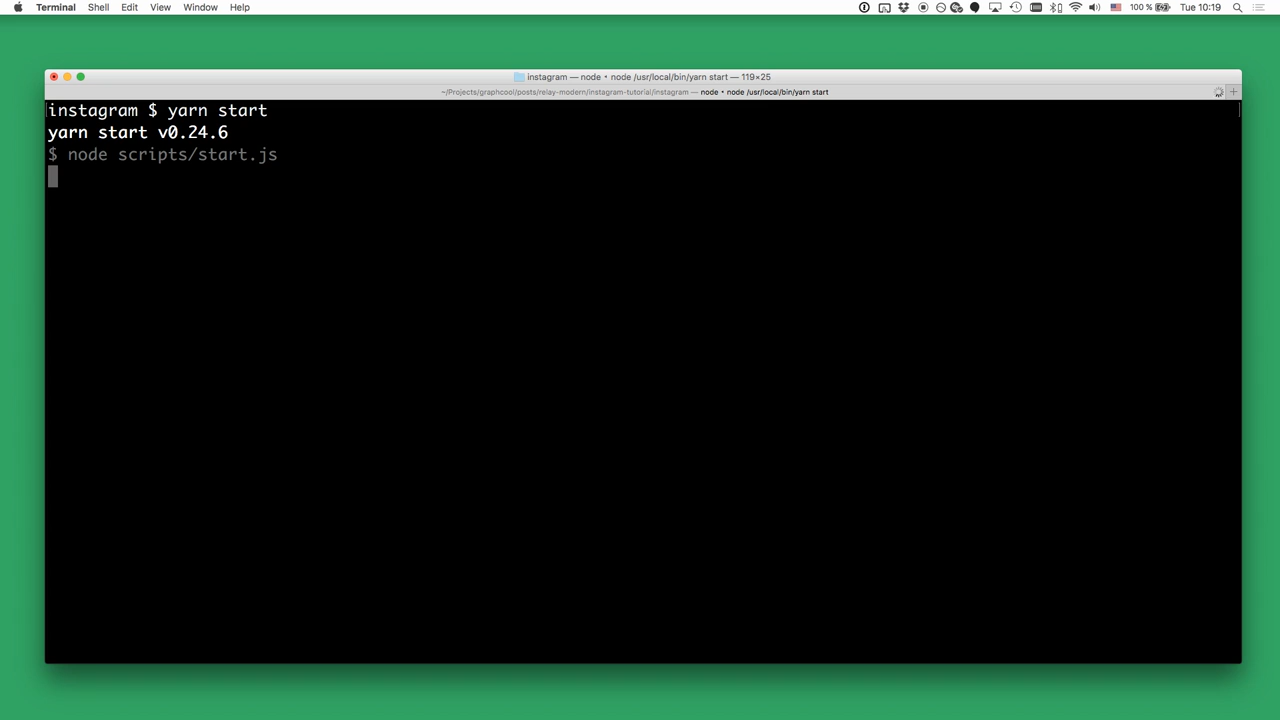 Terminal Shell Edit View Window Help 100 % Tue 10:19
instagram — node • node /usr/local/bin/yarn start — 119×25
~/Projects/graphcool/posts/relay-modern/instagram-tutorial/instagram — node • node /usr/local/bin/yarn start
instagram $ yarn start
yarn start v0.24.6
$ node scripts/start.js